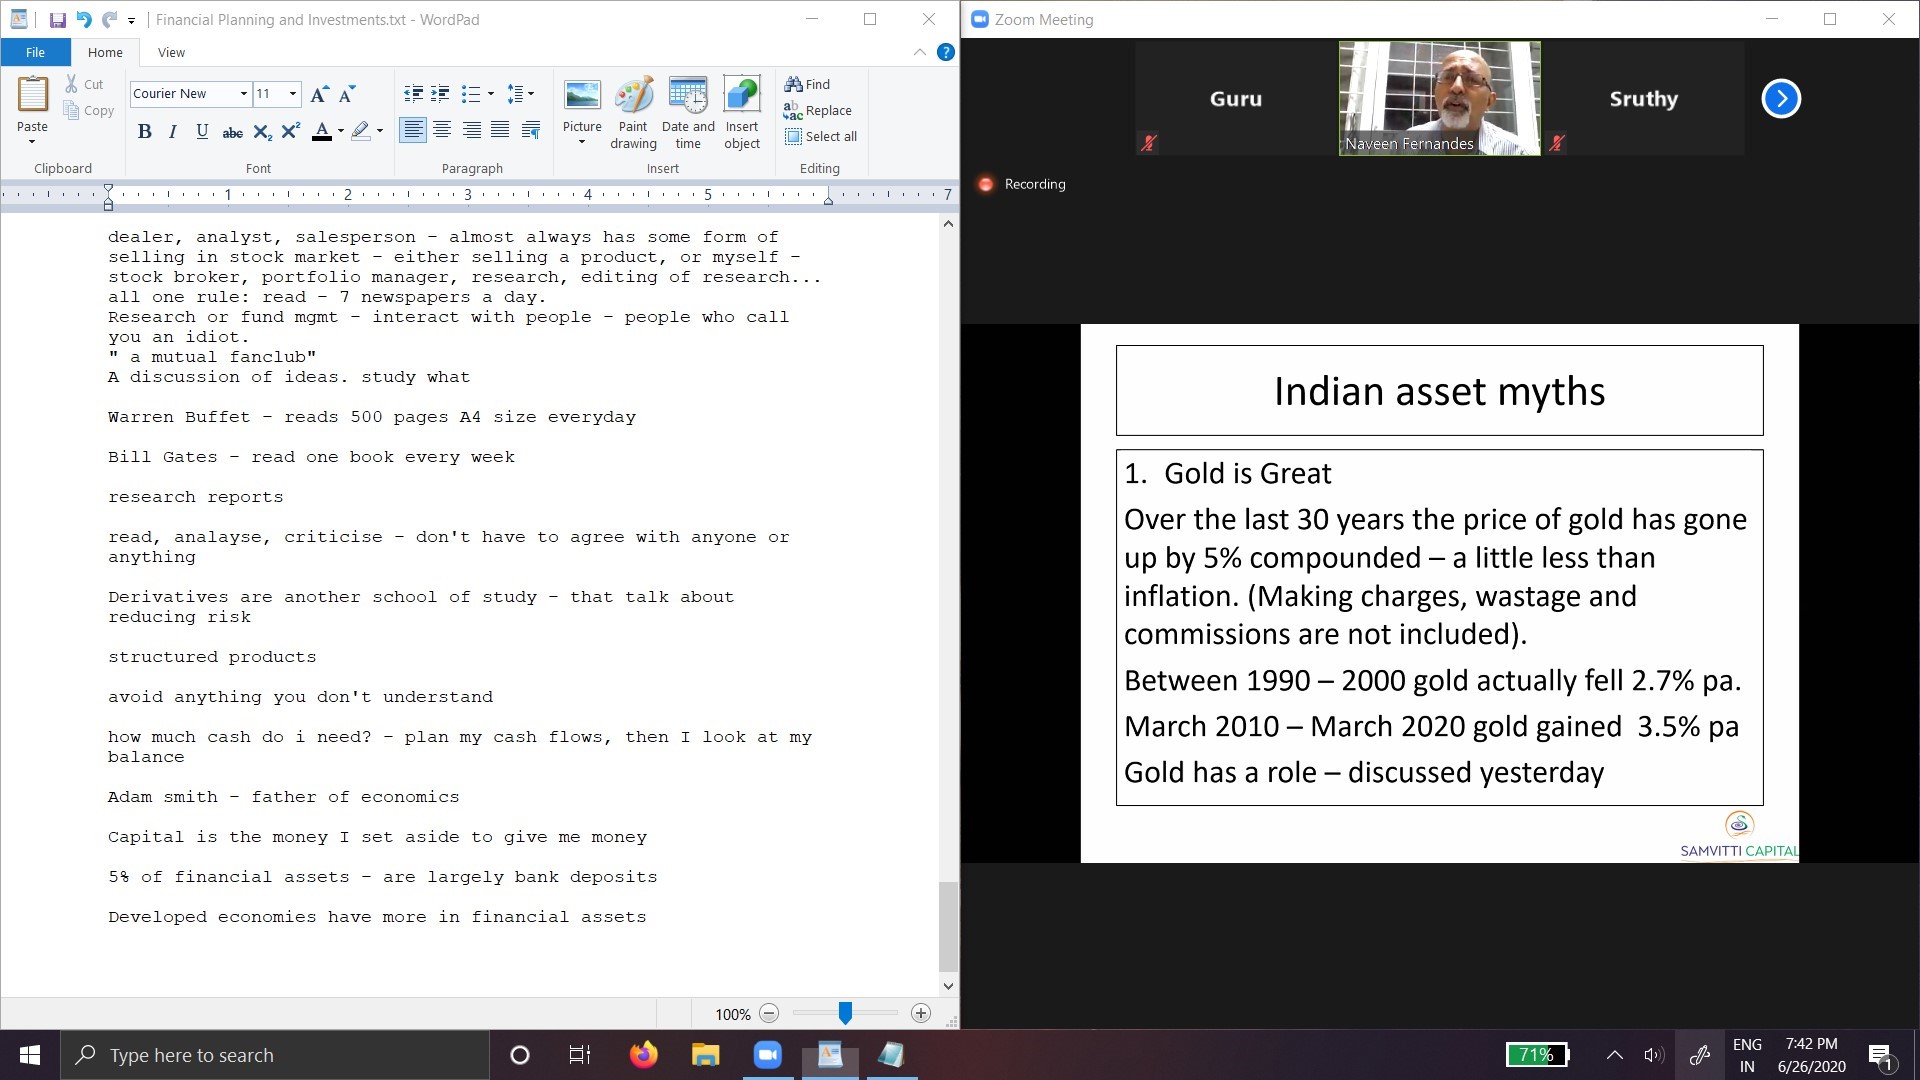 Financial Planning and Investments.txt - WordPad
File
Home
View
Paste
Cut
Copy
Clipboard
Courier New
11
B I U abc X₂ X² A
Font
Paragraph
Picture
Paint drawing
Date and time
Insert object
Insert
Find
Replace
Select all
Editing
1 2 3 4 5 7
dealer, analyst, salesperson – almost always has some form of
selling in stock market – either selling a product, or myself –
stock broker, portfolio manager, research, editing of research...
all one rule: read – 7 newspapers a day.
Research or fund mgmt – interact with people – people who call
you an idiot.
" a mutual fanclub"
A discussion of ideas. study what
Warren Buffet – reads 500 pages A4 size everyday
Bill Gates – read one book every week
research reports
read, analayse, criticise – don't have to agree with anyone or
anything
Derivatives are another school of study – that talk about
reducing risk
structured products
avoid anything you don't understand
how much cash do i need? – plan my cash flows, then I look at my
balance
Adam smith – father of economics
Capital is the money I set aside to give me money
5% of financial assets – are largely bank deposits
Developed economies have more in financial assets
100%
Zoom Meeting
Guru
Naveen Fernandes
Sruthy
Recording
Indian asset myths
1. Gold is Great
Over the last 30 years the price of gold has gone
up by 5% compounded – a little less than
inflation. (Making charges, wastage and
commissions are not included).
Between 1990 – 2000 gold actually fell 2.7% pa.
March 2010 – March 2020 gold gained 3.5% pa
Gold has a role – discussed yesterday
SAMVITTI CAPITAL
Type here to search
71%
ENG
IN
7:42 PM
6/26/2020
1